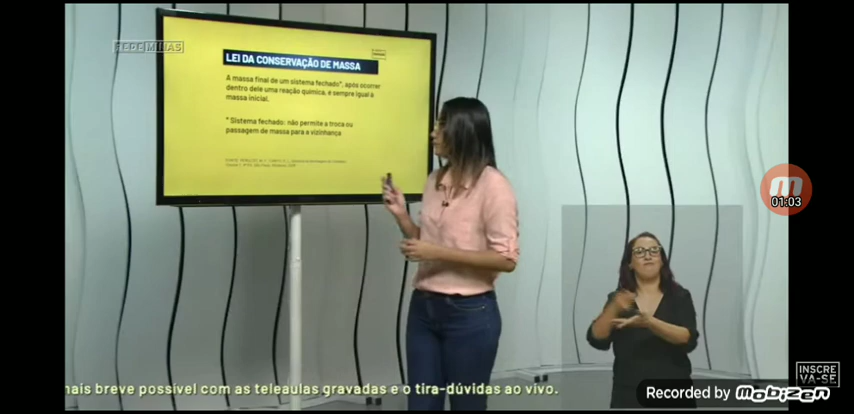 REDE MINAS
LEI DA CONSERVAÇÃO DE MASSA
A massa final de um sistema fechado*, após ocorrer
dentro dele uma reação química, é sempre igual à
massa inicial.
* Sistema fechado: não permite a troca ou
passagem de massa para a vizinhança
01:03
mais breve possível com as teleaulas gravadas e o tira-dúvidas ao vivo.
INSCRE
VA-SE
Recorded by Mobizen